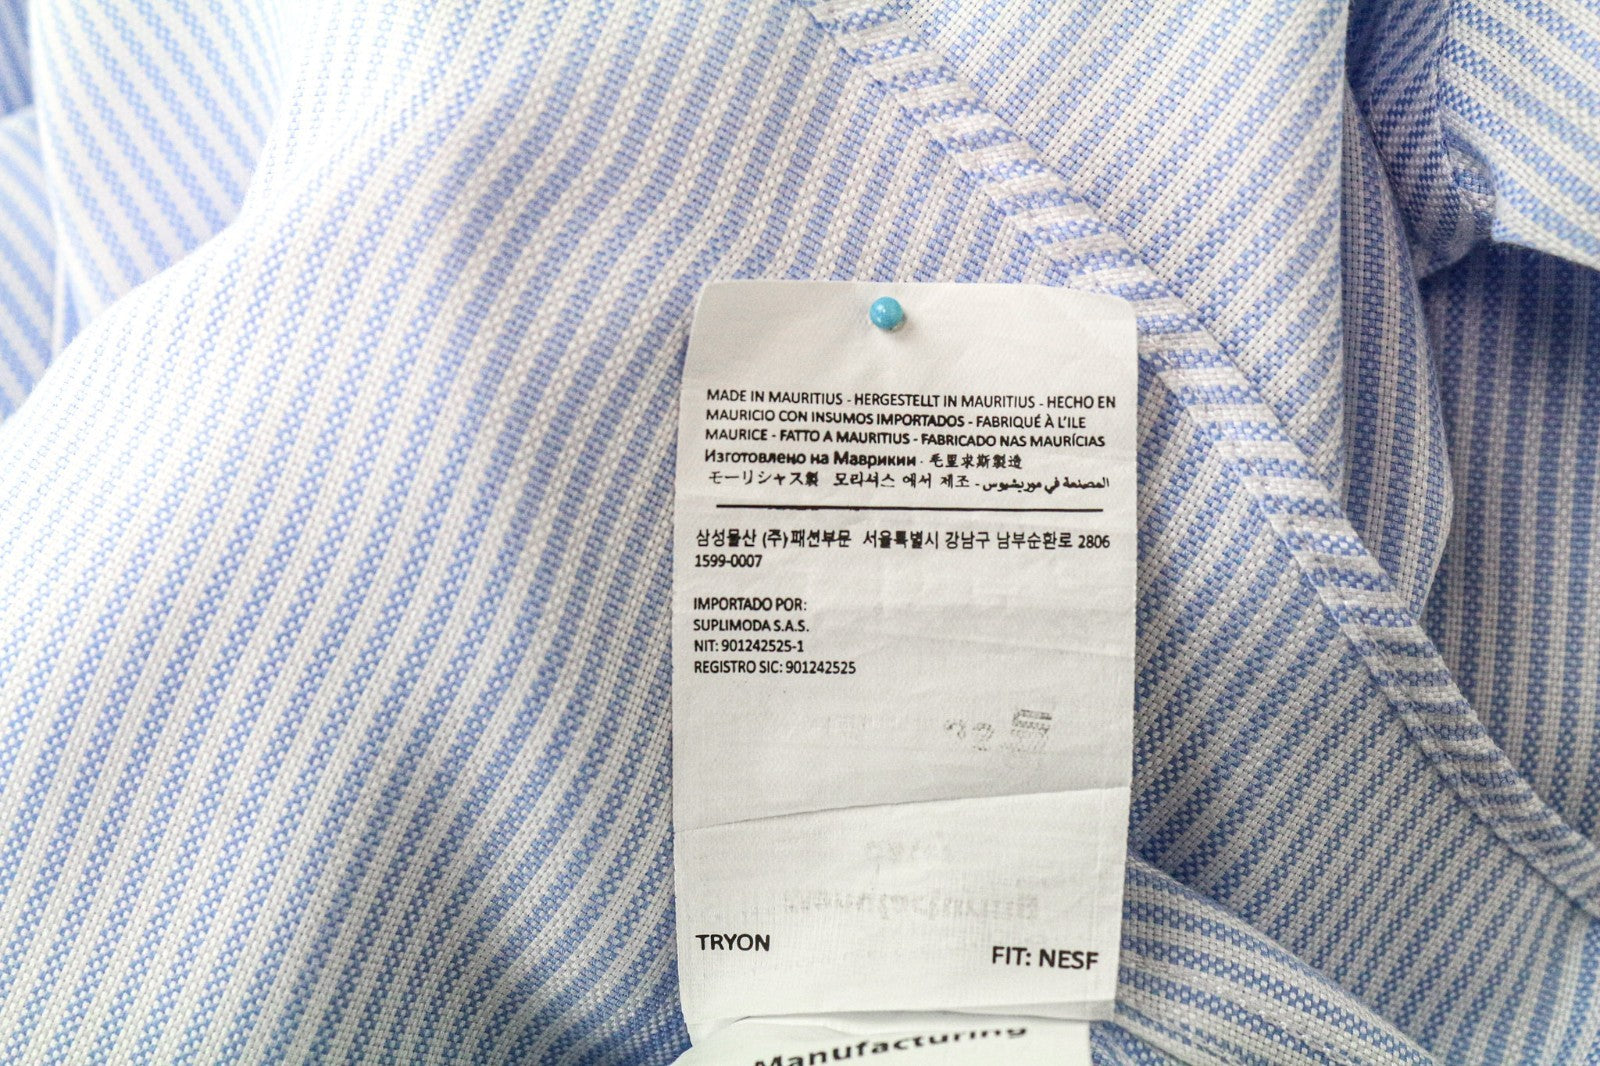 MADE IN MAURITIUS - HERGESTELLT IN MAURITIUS - HECHO EN
MAURICIO CON INSUMOS IMPORTADOS - FABRIQUÉ À L'ILE
MAURICE - FATTO A MAURITIUS - FABRICADO NAS MAURÍCIAS
Изготовлено на Маврикии · 毛里求斯製造
モーリシャス製 모리셔스 에서 제조 - المصنعة في موريشيوس
삼성물산 (주) 패션부문 서울특별시 강남구 남부순환로 2806
1599-0007
IMPORTADO POR:
SUPLIMODA S.A.S.
NIT: 901242525-1
REGISTRO SIC: 901242525
TRYON
FIT: NESF
Manufacturing